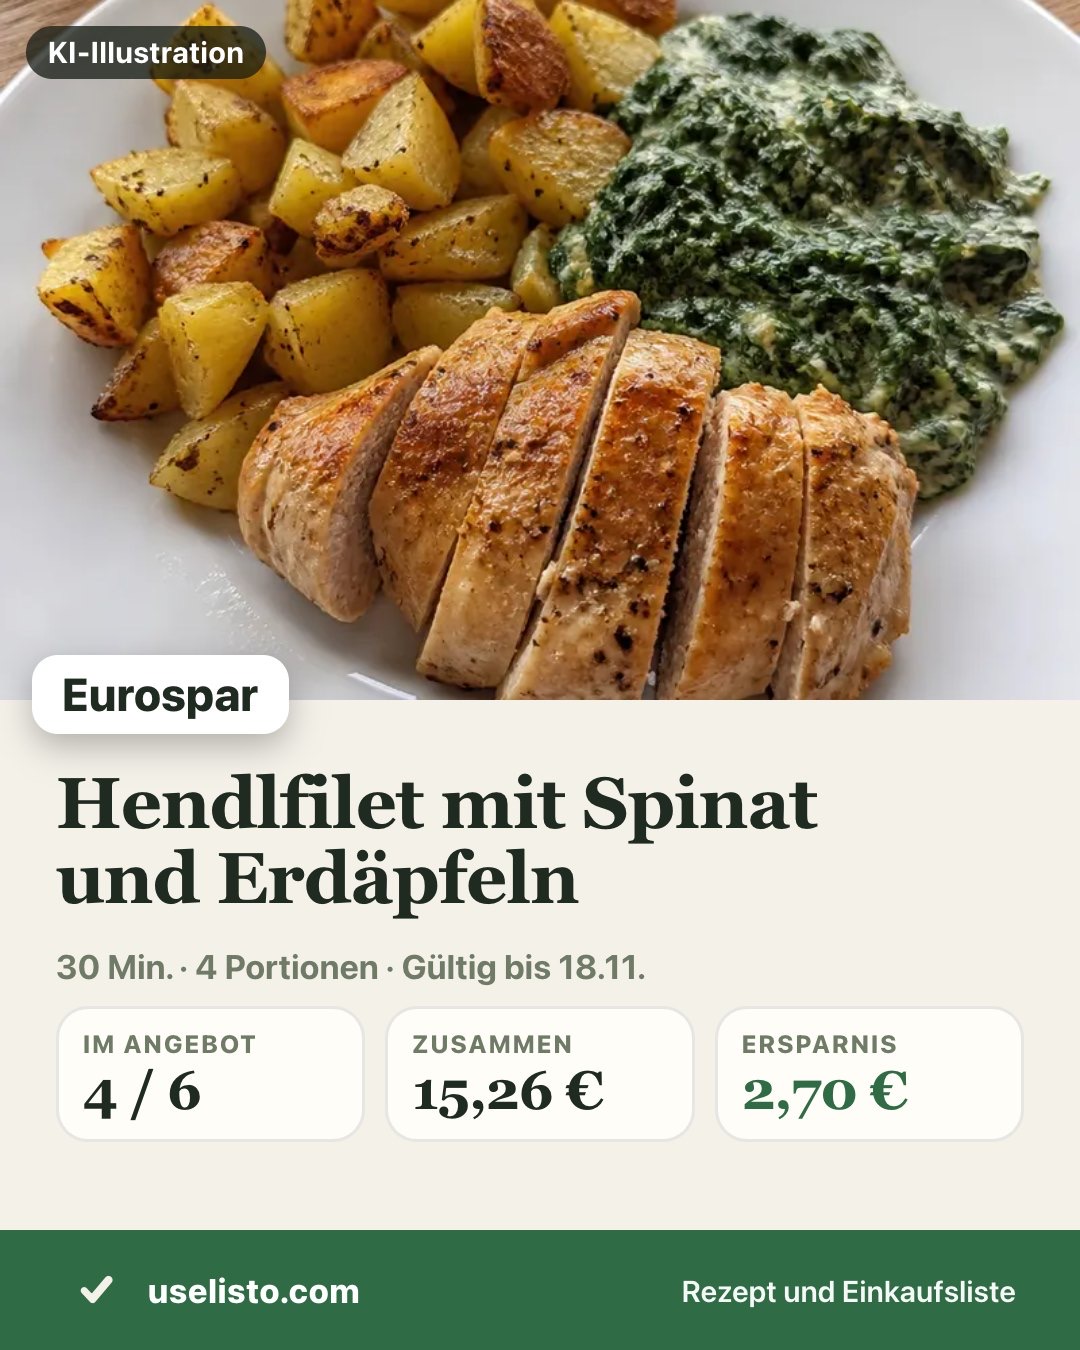 KI-Illustration
Eurospar
Hendlfilet mit Spinat
und Erdäpfeln
30 Min. · 4 Portionen · Gültig bis 18.11.
IM ANGEBOT
4 / 6
ZUSAMMEN
15,26 €
ERSPARNIS
2,70 €
uselisto.com
Rezept und Einkaufsliste